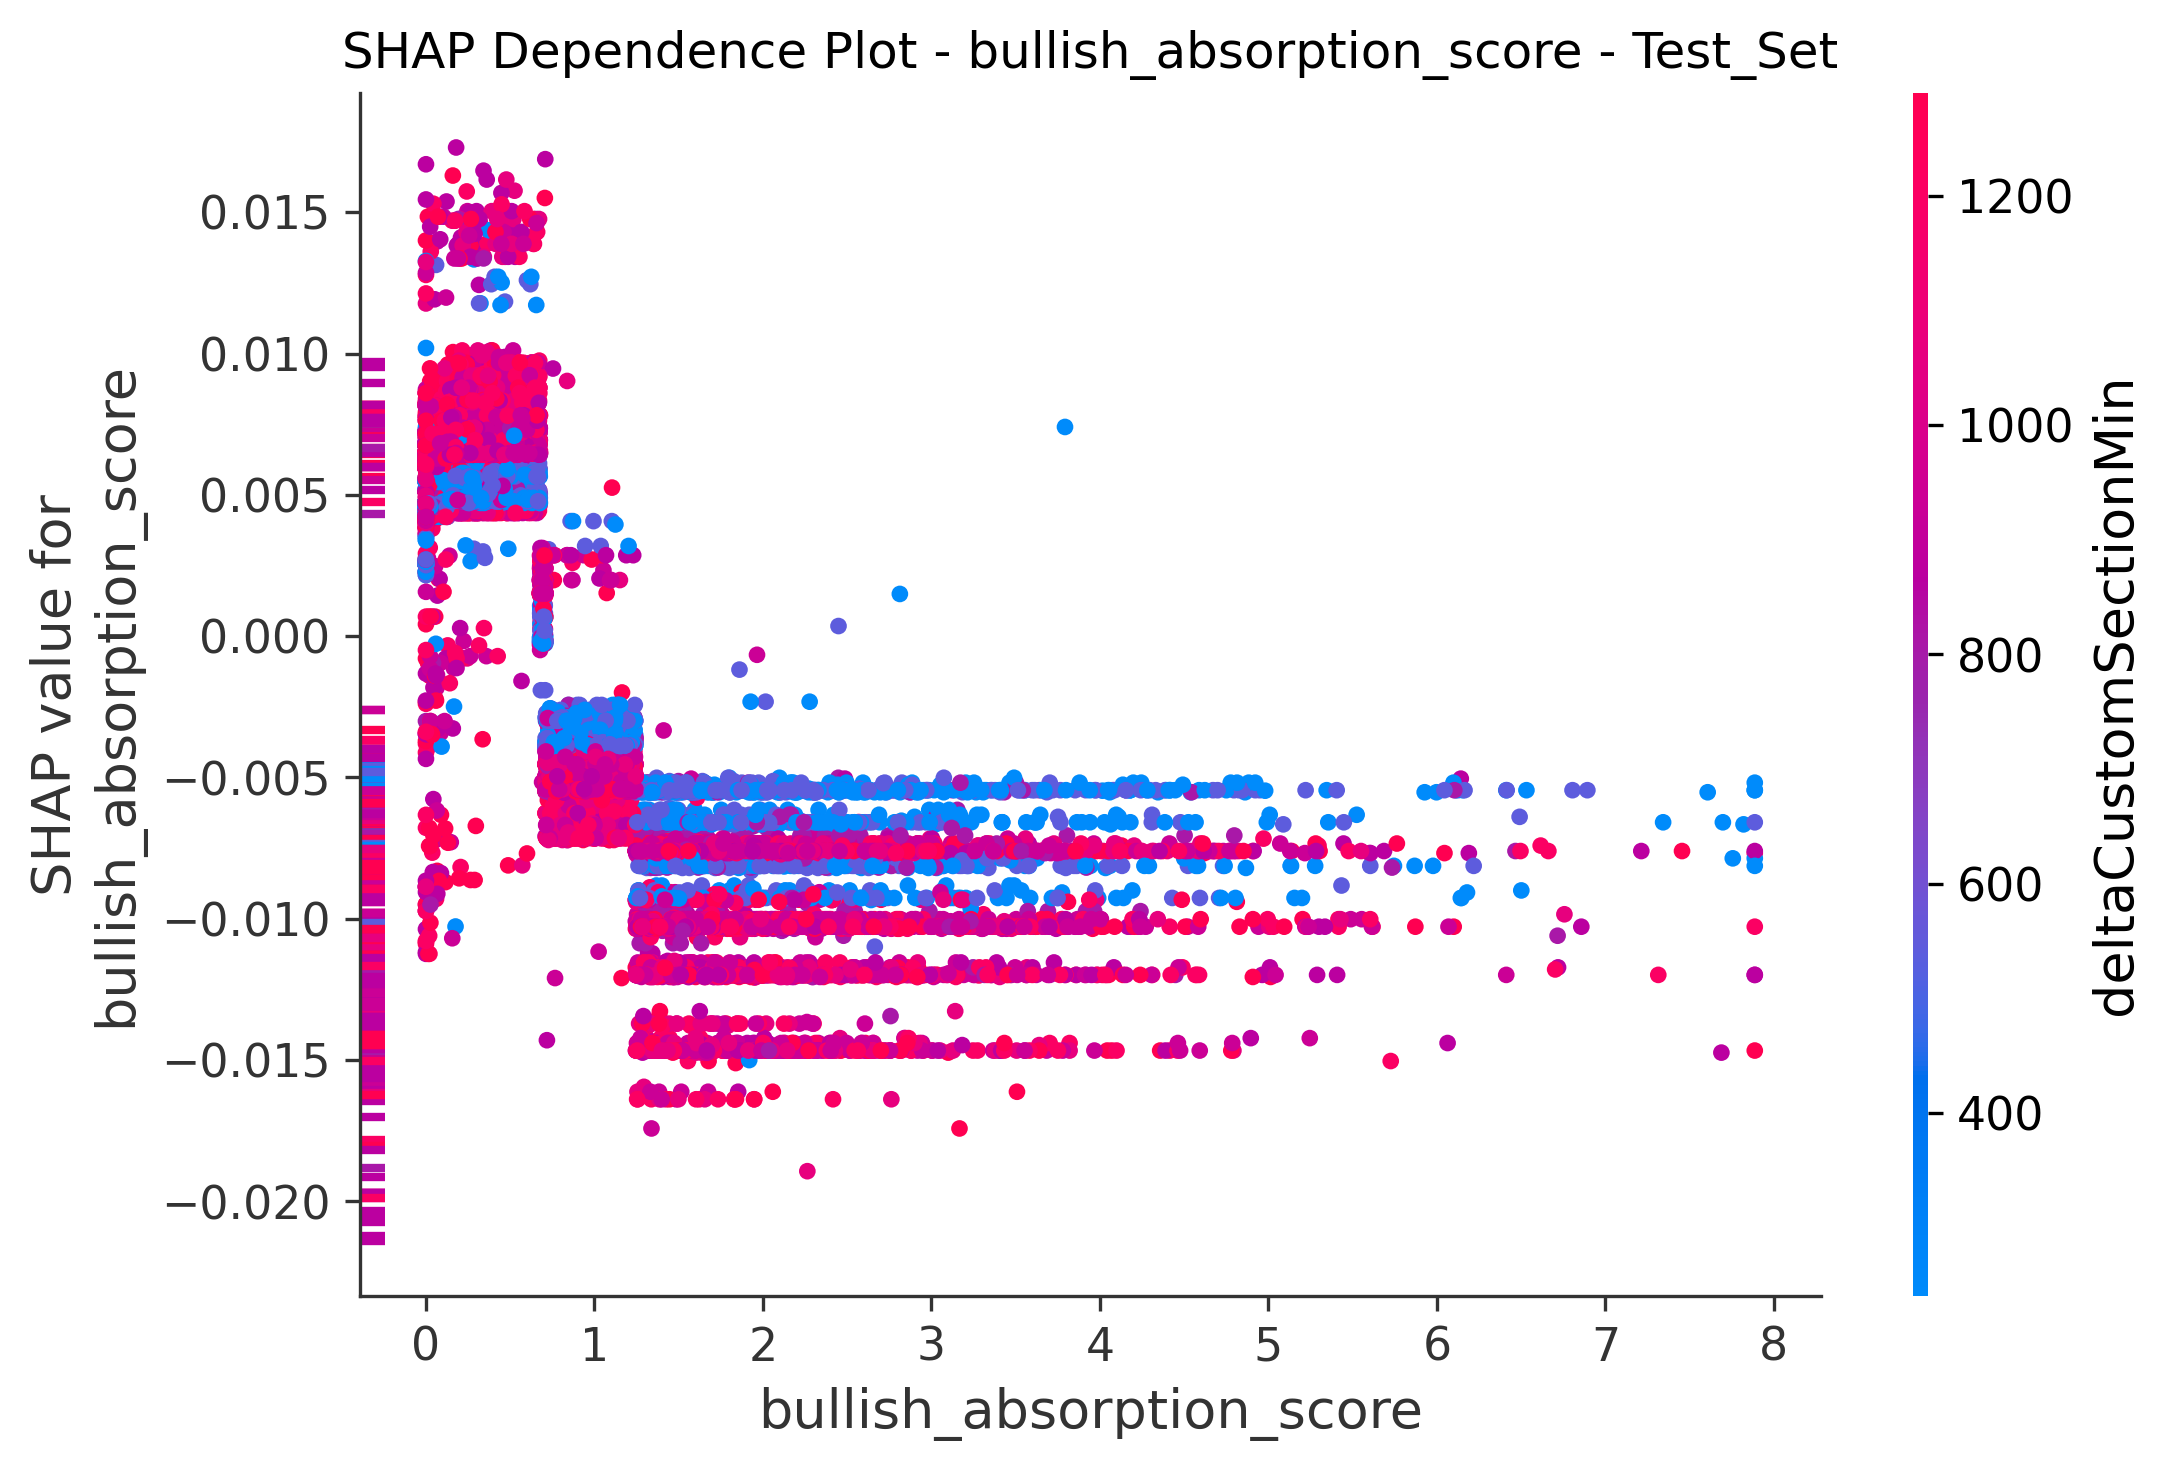 SHAP Dependence Plot - bullish_absorption_score - Test_Set
SHAP value for
bullish_absorption_score
0.015
0.010
0.005
0.000
−0.005
−0.010
−0.015
−0.020
0 1 2 3 4 5 6 7 8
bullish_absorption_score
1200
1000
800
600
400
deltaCustomSectionMin